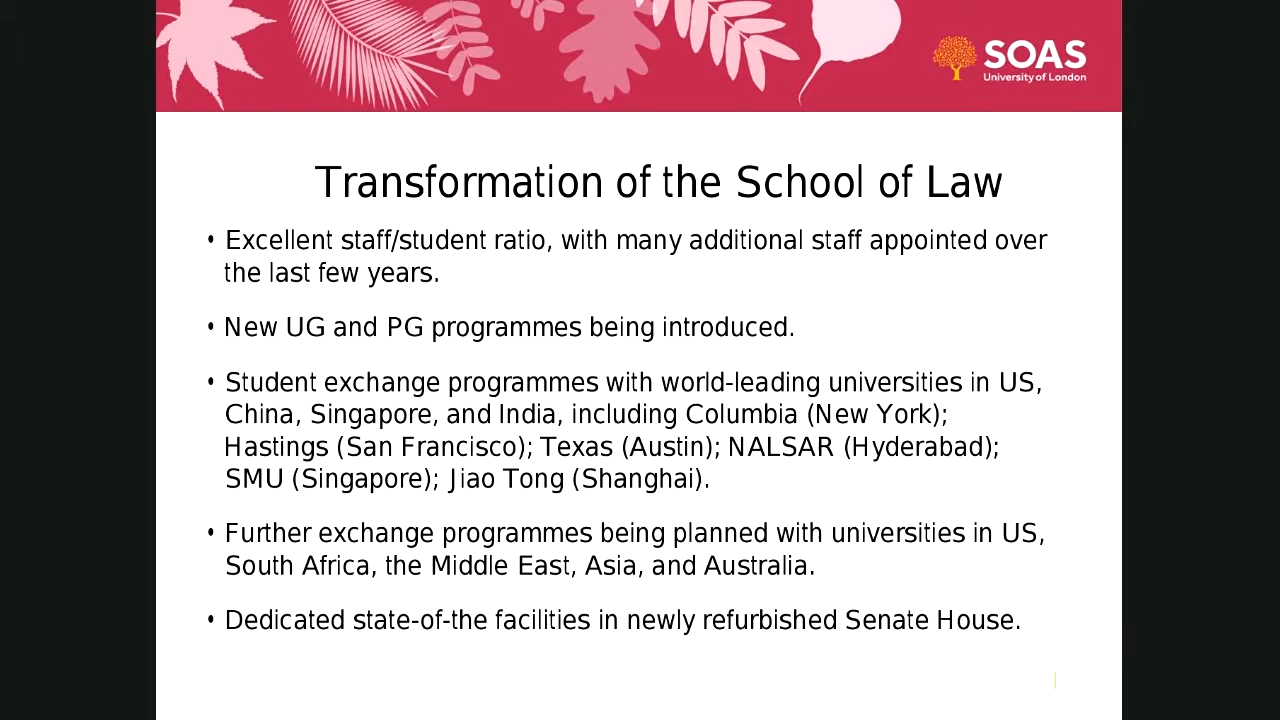 SOAS
University of London
Transformation of the School of Law
• Excellent staff/student ratio, with many additional staff appointed over
the last few years.
• New UG and PG programmes being introduced.
• Student exchange programmes with world-leading universities in US,
China, Singapore, and India, including Columbia (New York);
Hastings (San Francisco); Texas (Austin); NALSAR (Hyderabad);
SMU (Singapore); Jiao Tong (Shanghai).
• Further exchange programmes being planned with universities in US,
South Africa, the Middle East, Asia, and Australia.
• Dedicated state-of-the facilities in newly refurbished Senate House.